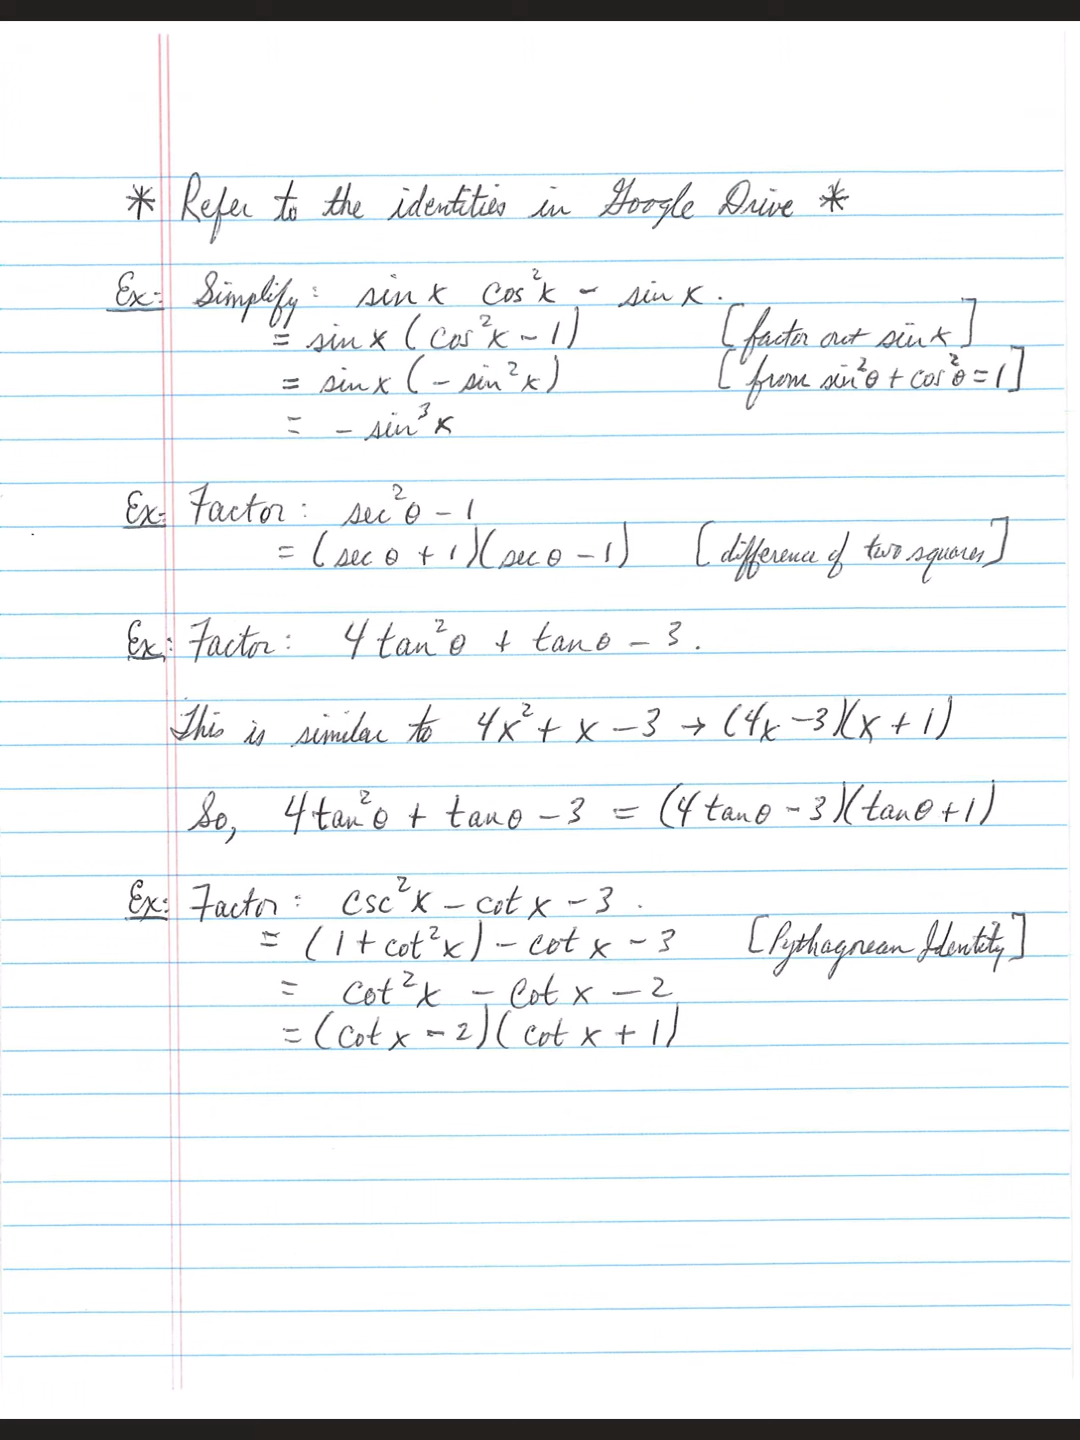 * Refer to the identities in Google Drive *
Ex: Simplify: sin x cos²x - sin x.
= sin x (cos²x - 1) [factor out sin x]
= sin x (- sin²x) [from sin²θ + cos²θ = 1]
= - sin³x
Ex: Factor: sec²θ - 1
= (sec θ + 1)(sec θ - 1) [difference of two squares]
Ex: Factor: 4 tan²θ + tan θ - 3.
This is similar to 4x² + x - 3 → (4x - 3)(x + 1)
So, 4 tan²θ + tan θ - 3 = (4 tan θ - 3)(tan θ + 1)
Ex: Factor: csc²x - cot x - 3.
= (1 + cot²x) - cot x - 3 [Pythagorean Identity]
= cot²x - cot x - 2
= (cot x - 2)(cot x + 1)